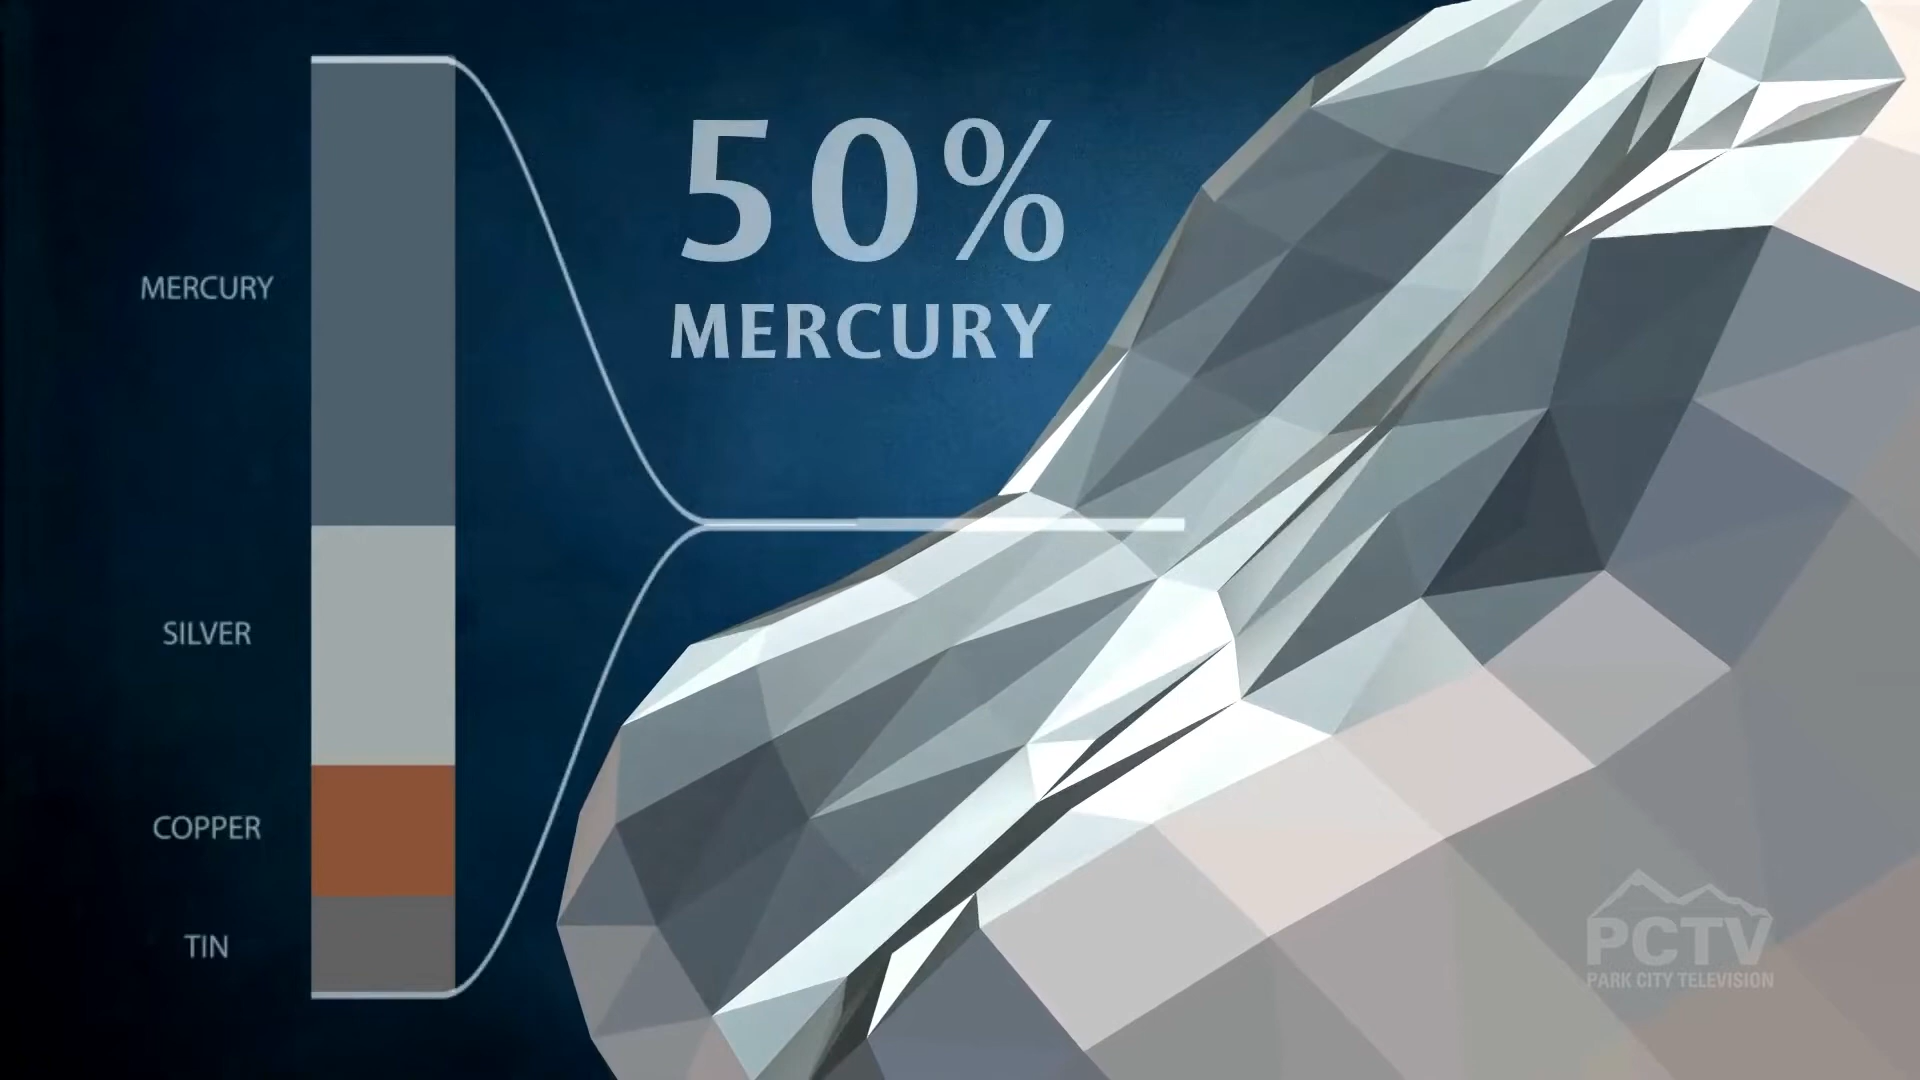 50%
MERCURY
MERCURY
SILVER
COPPER
TIN
PCTV
PARK CITY TELEVISION